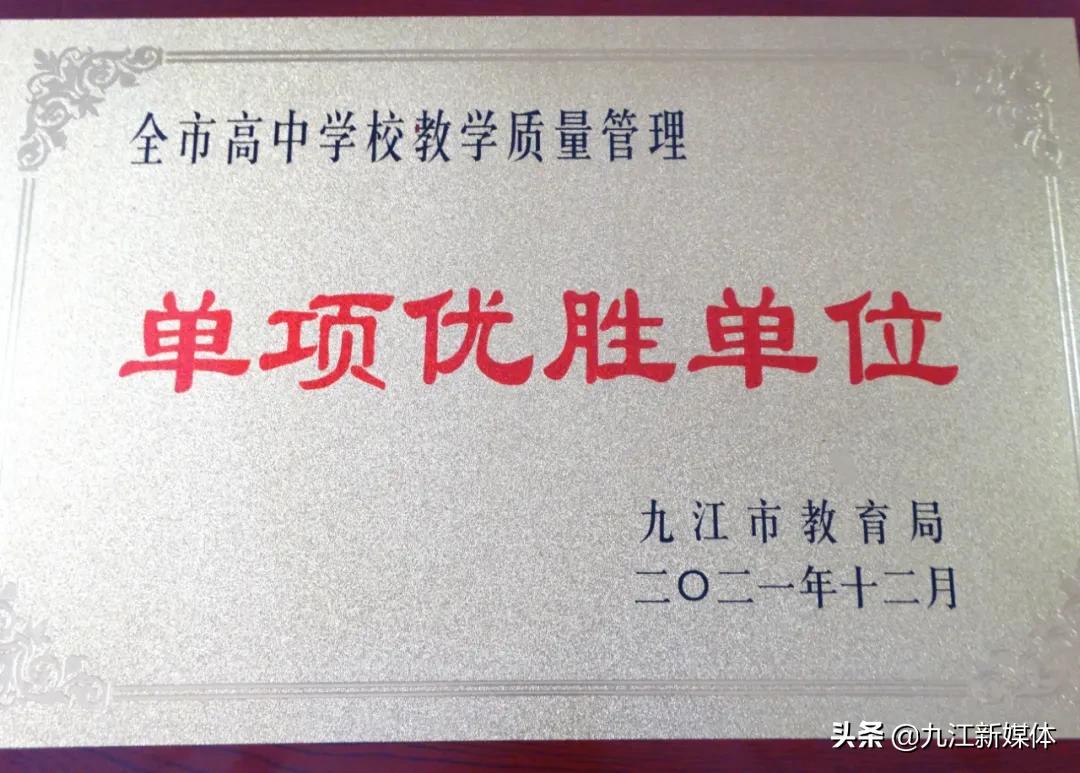 全市高中学校教学质量管理
单项优胜单位
九江市教育局
二〇二一年十二月
头条 @九江新媒体